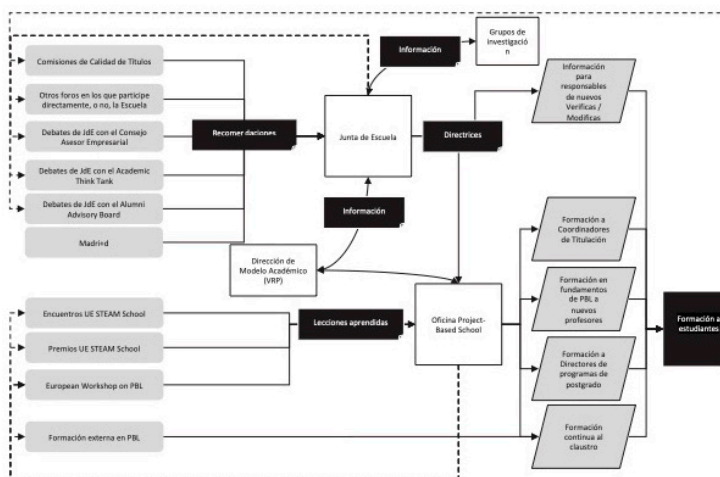 Información
Grupos de
investigació
n
Comisiones de Calidad de Títulos
Otros foros en los que participe
directamente, o no, la Escuela
Debates de JdE con el Consejo
Asesor Empresarial
Debates de JdE con el Academic
Think Tank
Debates de JdE con el Alumni
Advisory Board
Madri+d
Recomendaciones
Junta de Escuela
Directrices
Información
para
responsables
de nuevos
Verificas /
Modificas
Información
Dirección de
Modelo Académico
(VRP)
Encuentros UE STEAM School
Premios UE STEAM School
European Workshop on PBL
Formación externa en PBL
Lecciones aprendidas
Oficina Project-
Based School
Formación a
Coordinadores
de Titulación
Formación en
fundamentos
de PBL a
nuevos
profesores
Formación a
Directores de
programas de
postgrado
Formación
continua al
claustro
Formación a
estudiantes